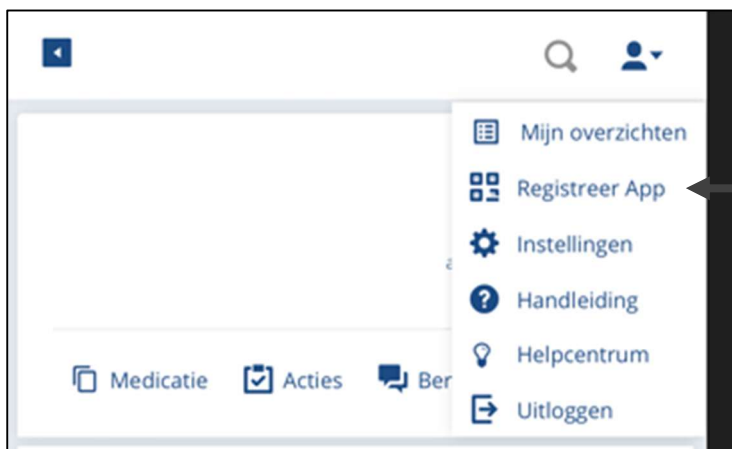 Mijn overzichten
Registreer App
Instellingen
Handleiding
Helpcentrum
Medicatie Acties Ber
Uitloggen